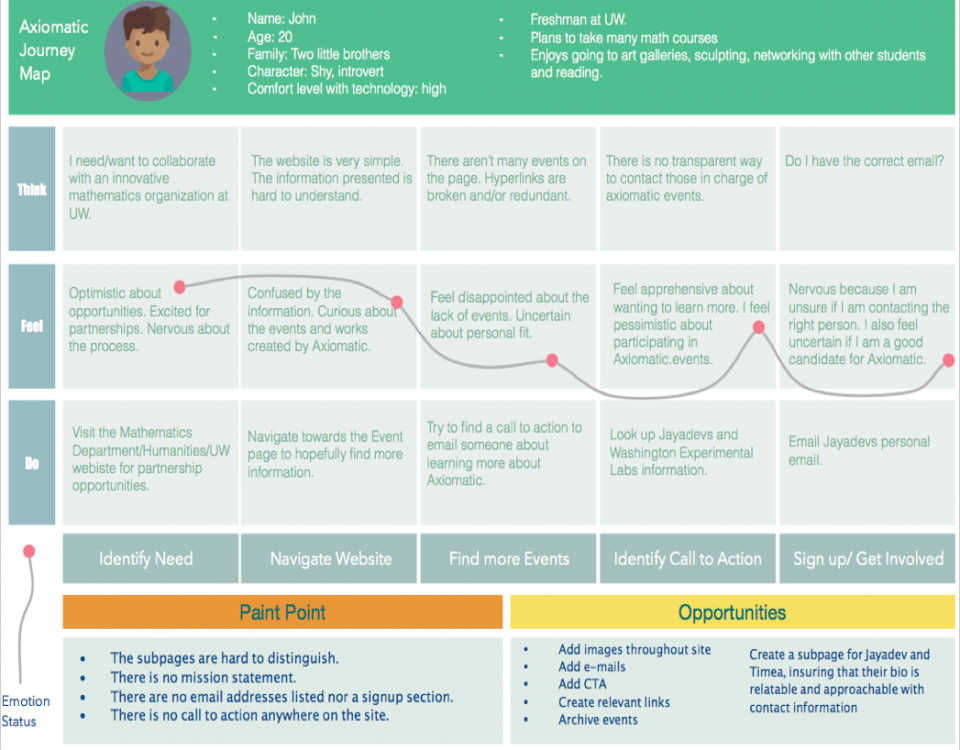 Axiomatic
Journey
Map
Name: John
Age: 20
Family: Two little brothers
Character: Shy, introvert
Comfort level with technology: high
Freshman at UW.
Plans to take many math courses
Enjoys going to art galleries, sculpting, networking with other students
and reading.
Think
I need/want to collaborate
with an innovative
mathematics organization at
UW.
The website is very simple.
The information presented is
hard to understand.
There aren't many events on
the page. Hyperlinks are
broken and/or redundant.
There is no transparent way
to contact those in charge of
axiomatic events.
Do I have the correct email?
Feel
Optimistic about
opportunities. Excited for
partnerships. Nervous about
the process.
Confused by the
information. Curious about
the events and works
created by Axiomatic.
Feel disappointed about the
lack of events. Uncertain
about personal fit.
Feel apprehensive about
wanting to learn more. I feel
pessimistic about
participating in
Axiomatic.events.
Nervous because I am
unsure if I am contacting the
right person. I also feel
uncertain if I am a good
candidate for Axiomatic.
Do
Visit the Mathematics
Department/Humanities/UW
webiste for partnership
opportunities.
Navigate towards the Event
page to hopefully find more
information.
Try to find a call to action to
email someone about
learning more about
Axiomatic.
Look up Jayadevs and
Washington Experimental
Labs information.
Email Jayadevs personal
email.
Identify Need
Navigate Website
Find more Events
Identify Call to Action
Sign up/ Get Involved
Emotion
Status
Paint Point
The subpages are hard to distinguish.
There is no mission statement.
There are no email addresses listed nor a signup section.
There is no call to action anywhere on the site.
Opportunities
Add images throughout site
Add e-mails
Add CTA
Create relevant links
Archive events
Create a subpage for Jayadev and
Timea, insuring that their bio is
relatable and approachable with
contact information